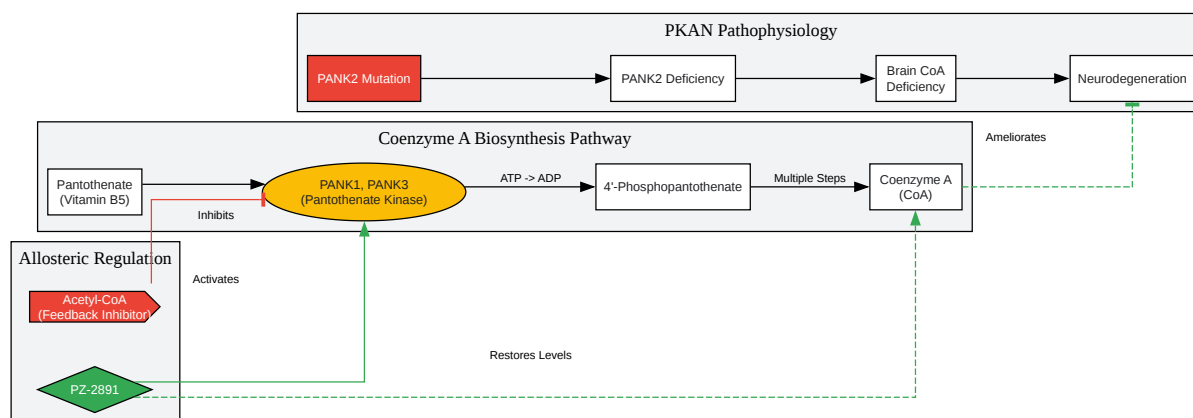 PKAN Pathophysiology
PANK2 Mutation
PANK2 Deficiency
Brain CoA
Deficiency
Neurodegeneration
Ameliorates
Coenzyme A Biosynthesis Pathway
Pantothenate
(Vitamin B5)
PANK1, PANK3
(Pantothenate Kinase)
ATP -> ADP
4'-Phosphopantothenate
Multiple Steps
Coenzyme A
(CoA)
Inhibits
Allosteric Regulation
Activates
Acetyl-CoA
(Feedback Inhibitor)
Restores Levels
PZ-2891